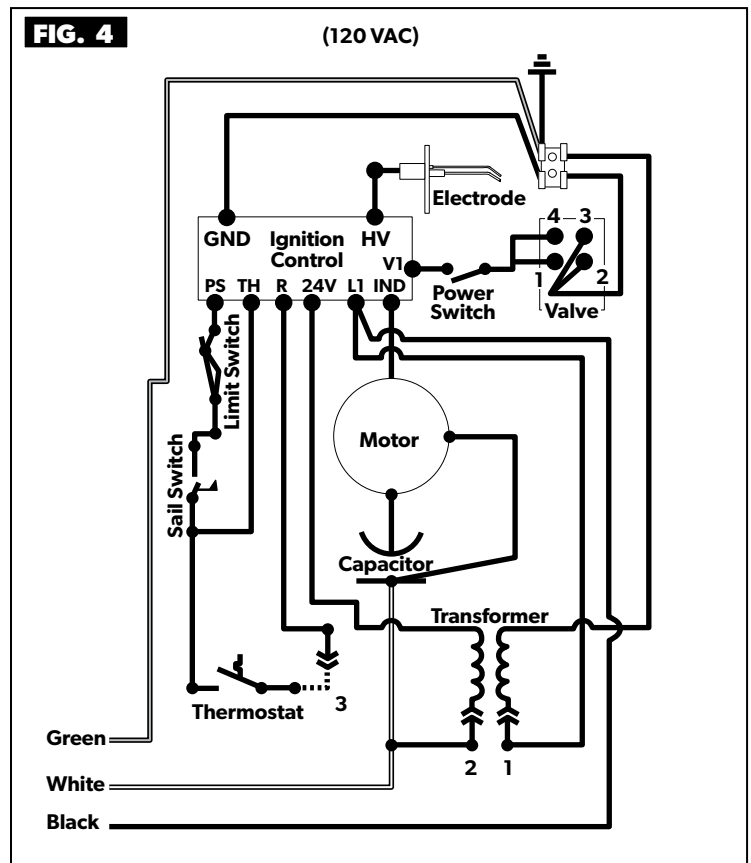 FIG. 4
(120 VAC)
Electrode
GND
Ignition
Control
HV
V1
4 3
1 2
Power
Switch
Valve
PS TH R 24V L1 IND
Limit Switch
Motor
Sail Switch
Capacitor
Transformer
Thermostat
3
2 1
Green
White
Black